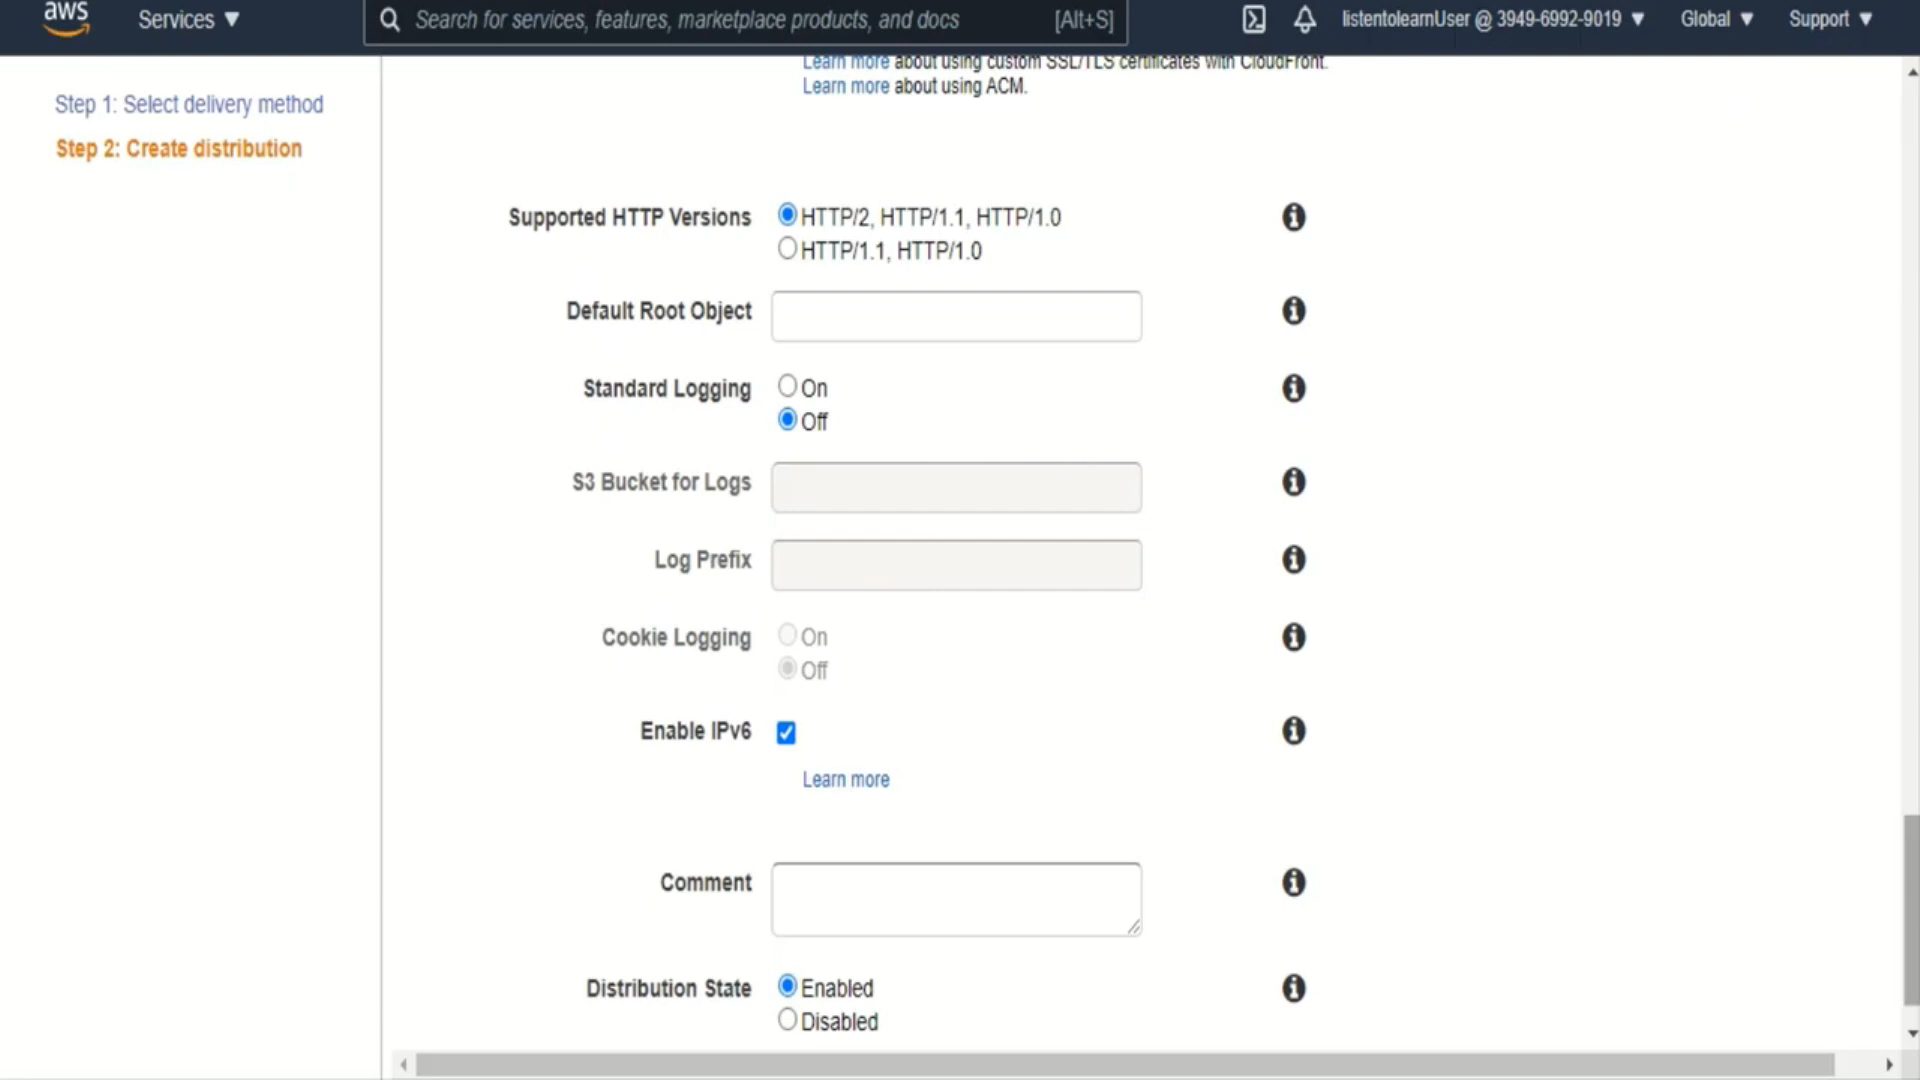 aws
Services ▼
Search for services, features, marketplace products, and docs
[Alt+S]
listentolearnUser @ 3949-6992-9019 ▼
Global ▼
Support ▼
Step 1: Select delivery method
Step 2: Create distribution
Learn more about using custom SSL/TLS certificates with CloudFront.
Learn more about using ACM.
Supported HTTP Versions
HTTP/2, HTTP/1.1, HTTP/1.0
HTTP/1.1, HTTP/1.0
Default Root Object
Standard Logging
On
Off
S3 Bucket for Logs
Log Prefix
Cookie Logging
On
Off
Enable IPv6
Learn more
Comment
Distribution State
Enabled
Disabled